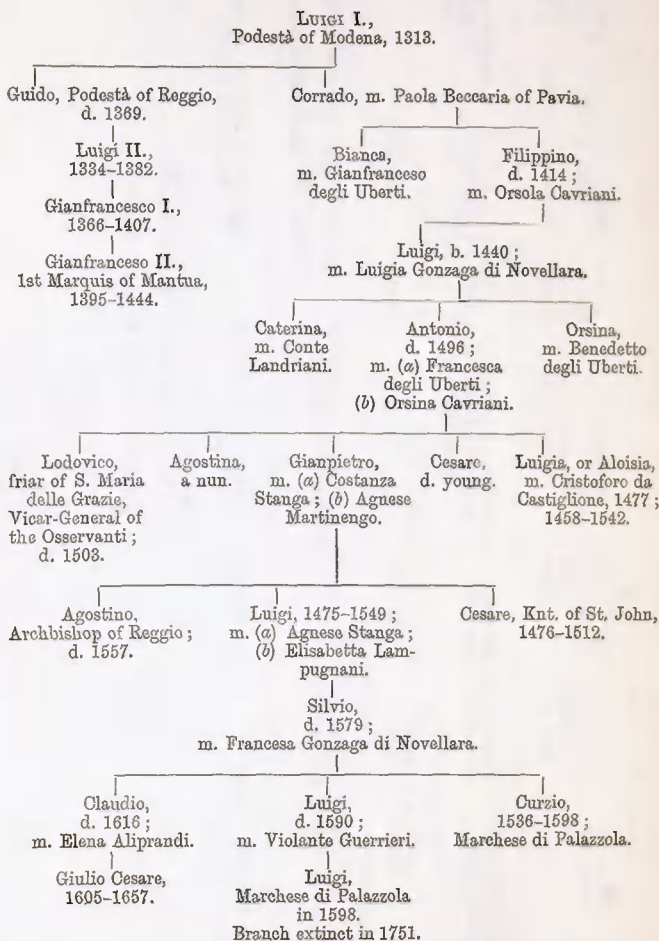 LUIGI I.,
Podestà of Modena, 1313.
Guido, Podestà of Reggio,
d. 1369.
Corrado, m. Paola Beccaria of Pavia.
Luigi II.,
1334–1382.
Bianca,
m. Gianfranceso
degli Uberti.
Filippino,
d. 1414;
m. Orsola Cavriani.
Gianfrancesco I.,
1366–1407.
Gianfranceso II.,
1st Marquis of Mantua,
1395–1444.
Luigi, b. 1440;
m. Luigia Gonzaga di Novellara.
Caterina,
m. Conte
Landriani.
Antonio,
d. 1496;
m. (a) Francesca
degli Uberti;
(b) Orsina Cavriani.
Orsina,
m. Benedetto
degli Uberti.
Lodovico,
friar of S. Maria
delle Grazie,
Vicar-General of
the Osservanti;
d. 1503.
Agostina,
a nun.
Gianpietro,
m. (a) Costanza
Stanga; (b) Agnese
Martinengo.
Cesare,
d. young.
Luigia, or Aloisia,
m. Cristoforo da
Castiglione, 1477;
1458–1542.
Agostino,
Archbishop of Reggio;
d. 1557.
Luigi, 1475–1549;
m. (a) Agnese Stanga;
(b) Elisabetta Lam-
pugnani.
Cesare, Knt. of St. John,
1476–1512.
Silvio,
d. 1579;
m. Francesa Gonzaga di Novellara.
Claudio,
d. 1616;
m. Elena Aliprandi.
Luigi,
d. 1590;
m. Violante Guerrieri.
Curzio,
1536–1598;
Marchese di Palazzola.
Giulio Cesare,
1605–1657.
Luigi,
Marchese di Palazzola
in 1598.
Branch extinct in 1751.